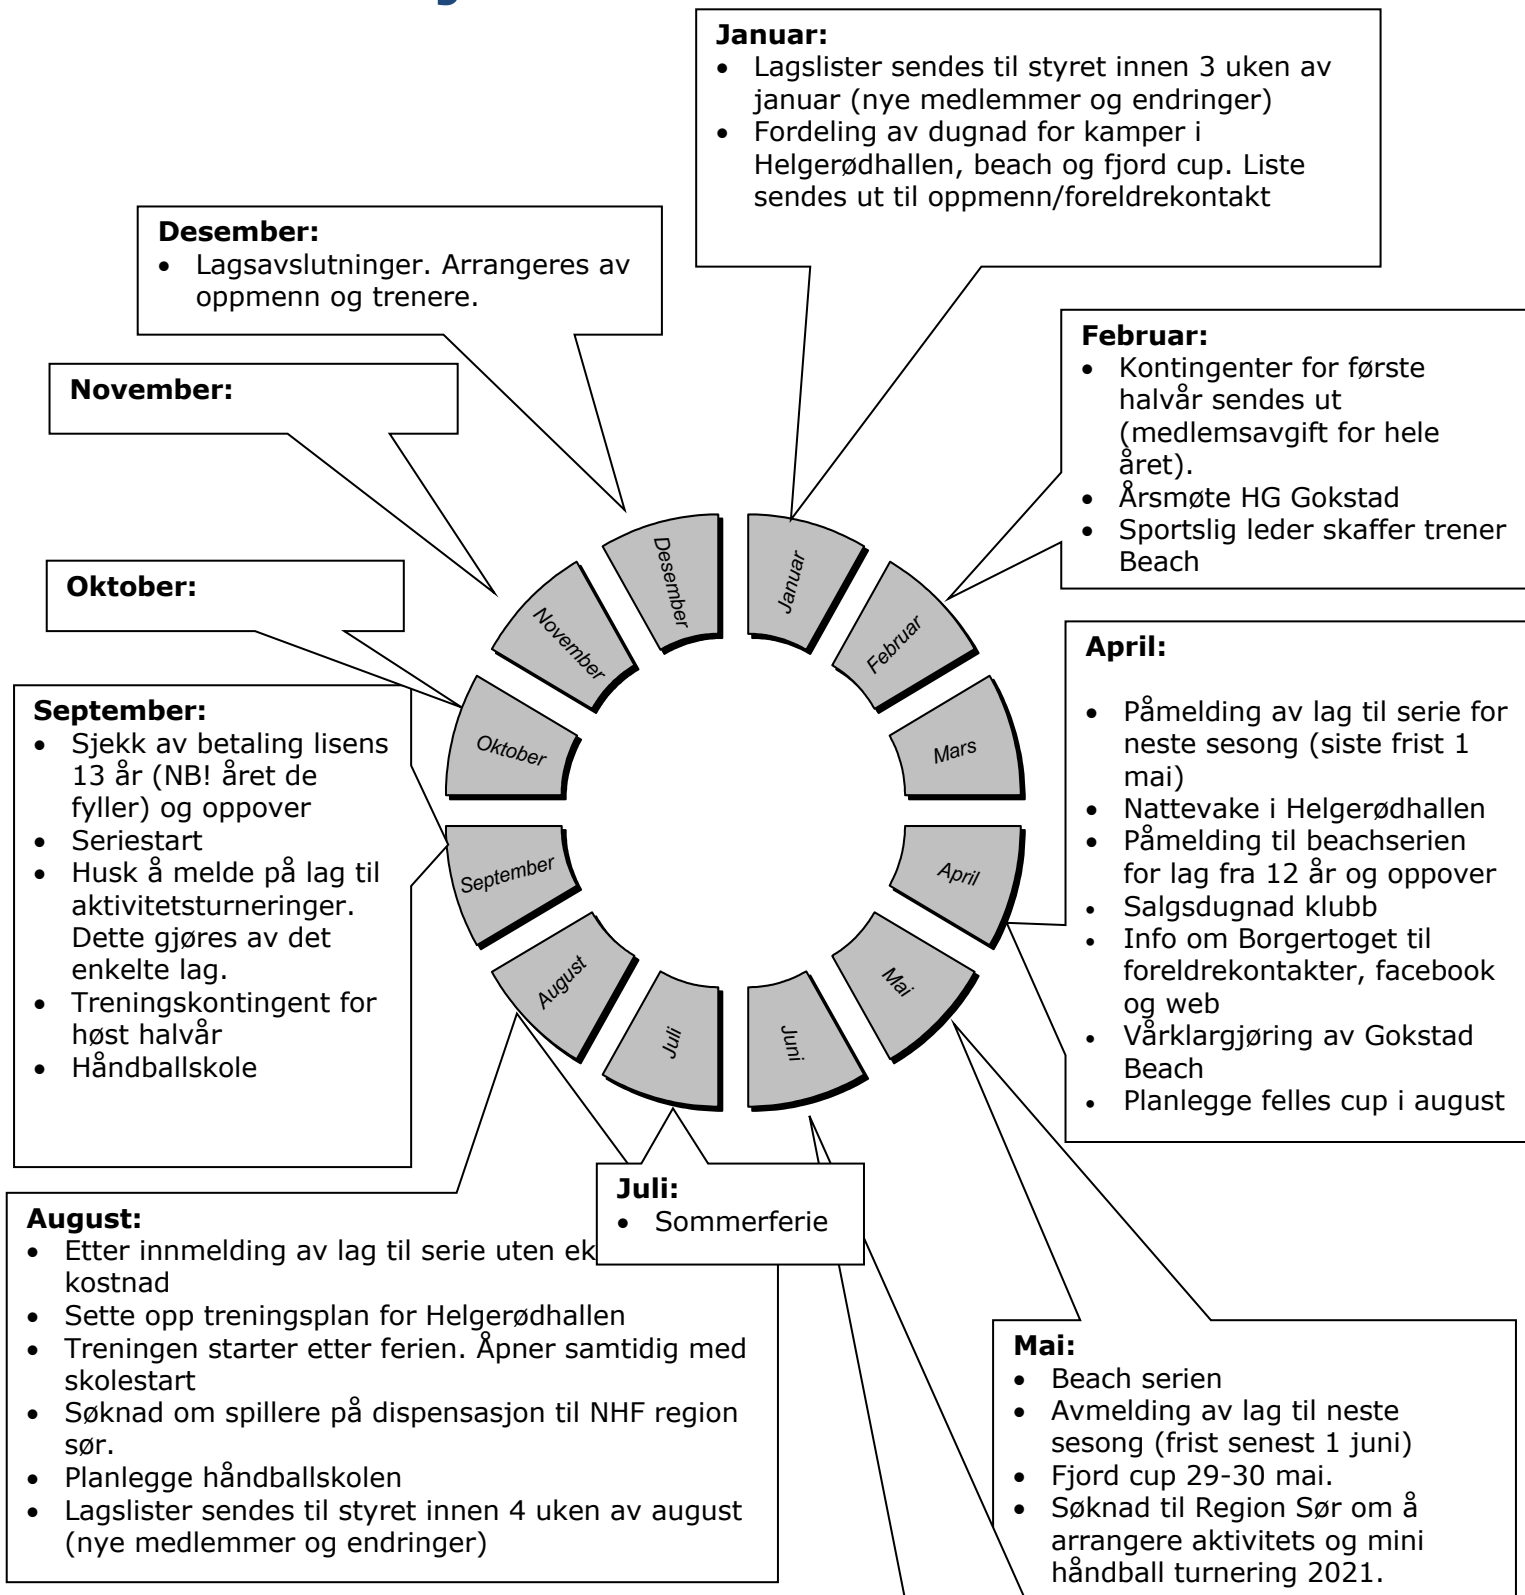 Januar:
• Lagslister sendes til styret innen 3 uken av
januar (nye medlemmer og endringer)
• Fordeling av dugnad for kamper i
Helgerødhallen, beach og fjord cup. Liste
sendes ut til oppmenn/foreldrekontakt
Desember:
• Lagsavslutninger. Arrangeres av
oppmenn og trenere.
Februar:
• Kontingenter for første
halvår sendes ut
(medlemsavgift for hele
året).
• Årsmøte HG Gokstad
• Sportslig leder skaffer trener
Beach
November:
Oktober:
Desember
Januar
November
Februar
Oktober
Mars
September
April
August
Mai
Juli
Juni
April:
• Påmelding av lag til serie for
neste sesong (siste frist 1
mai)
• Nattevake i Helgerødhallen
• Påmelding til beachserien
for lag fra 12 år og oppover
• Salgsdugnad klubb
• Info om Borgertoget til
foreldrekontakter, facebook
og web
• Vårklargjøring av Gokstad
Beach
• Planlegge felles cup i august
September:
• Sjekk av betaling lisens
13 år (NB! året de
fyller) og oppover
• Seriestart
• Husk å melde på lag til
aktivitetsturneringer.
Dette gjøres av det
enkelte lag.
• Treningskontingent for
høst halvår
• Håndballskole
Juli:
• Sommerferie
August:
• Etter innmelding av lag til serie uten
kostnad
• Sette opp treningsplan for Helgerødhallen
• Treningen starter etter ferien. Åpner samtidig med
skolestart
• Søknad om spillere på dispensasjon til NHF region
sør.
• Planlegge håndballskolen
• Lagslister sendes til styret innen 4 uken av august
(nye medlemmer og endringer)
Mai:
• Beach serien
• Avmelding av lag til neste
sesong (frist senest 1 juni)
• Fjord cup 29-30 mai.
• Søknad til Region Sør om å
arrangere aktivitets og mini
håndball turnering 2021.